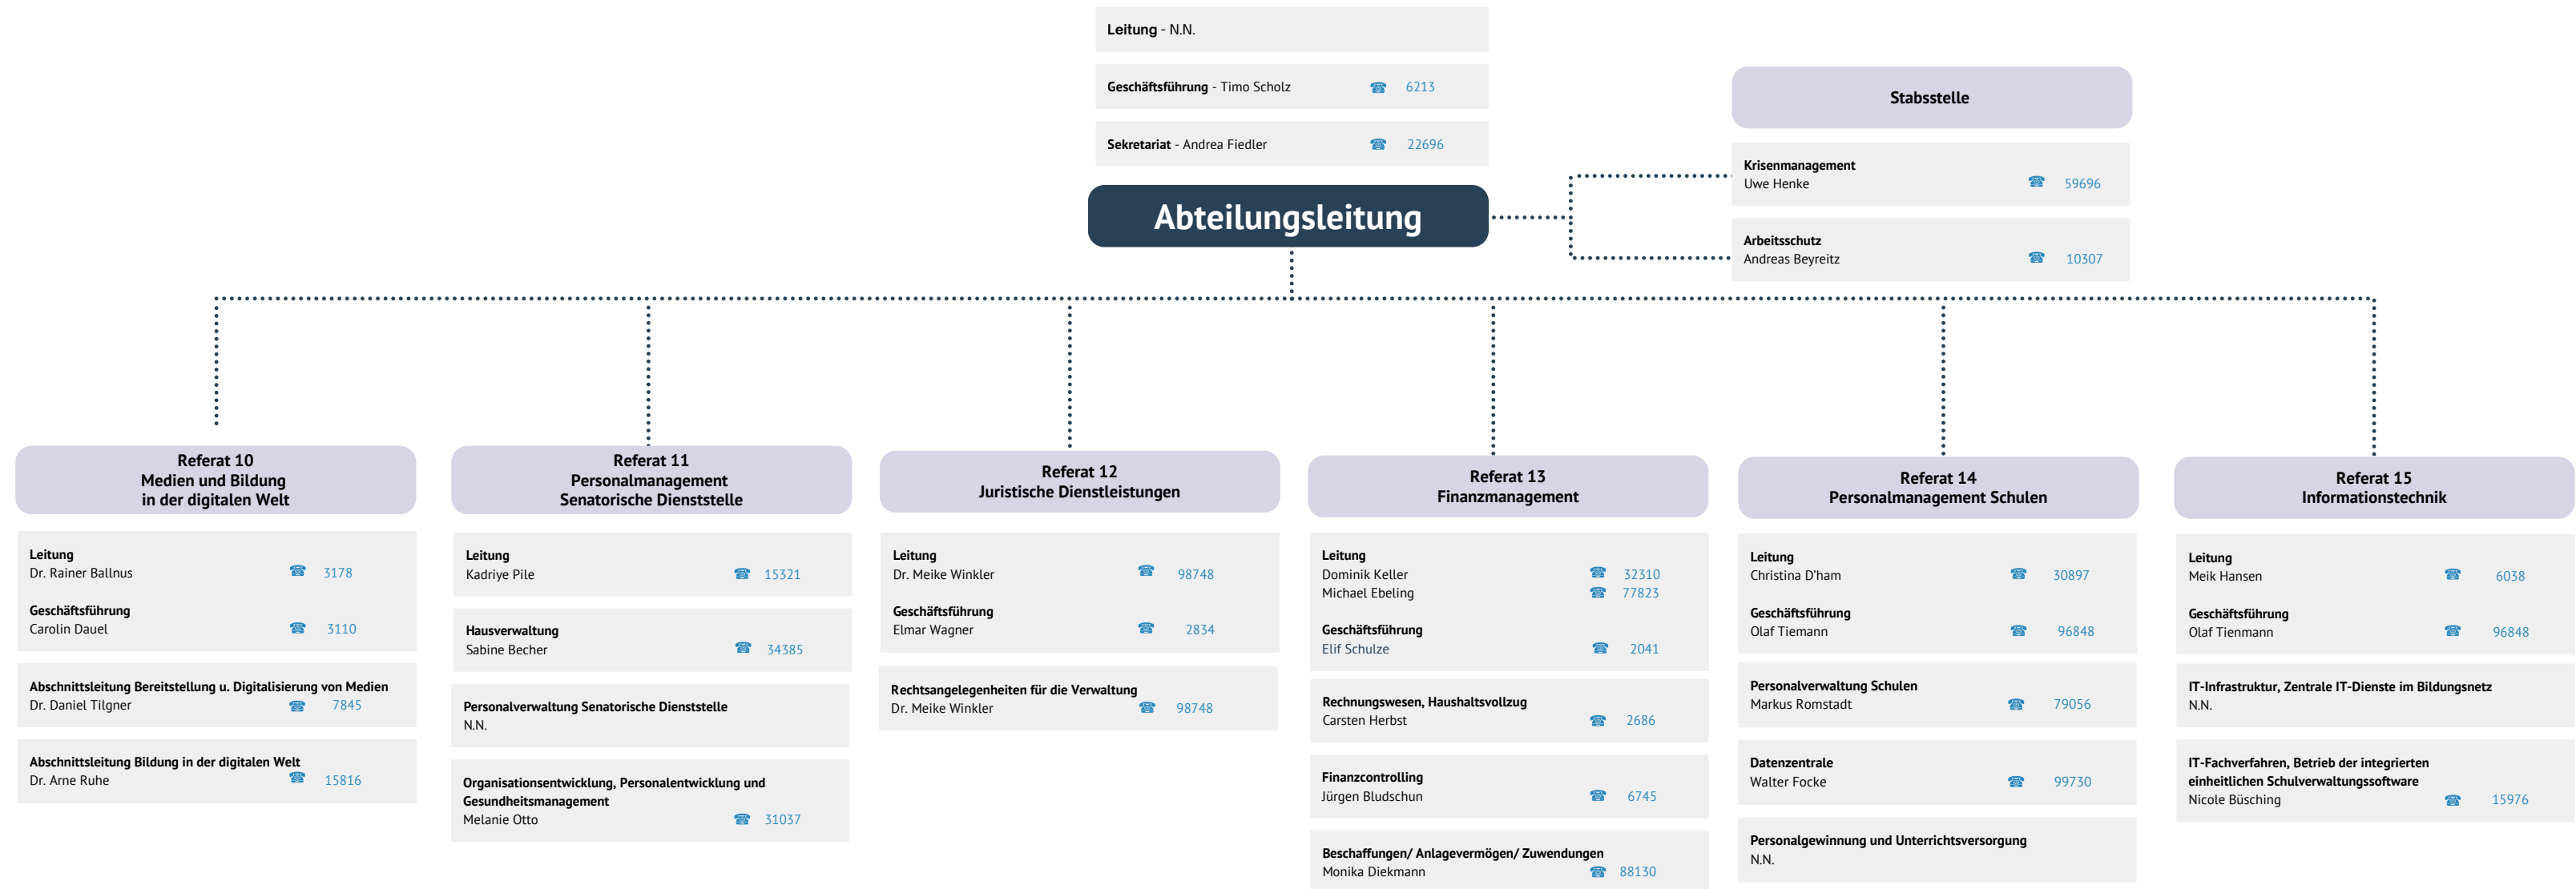 Leitung - N.N.
Geschäftsführung - Timo Scholz ☎ 6213
Sekretariat - Andrea Fiedler ☎ 22696
Abteilungsleitung
Stabsstelle
Krisenmanagement
Uwe Henke ☎ 59696
Arbeitsschutz
Andreas Beyreitz ☎ 10307
Referat 10
Medien und Bildung
in der digitalen Welt
Leitung
Dr. Rainer Ballnus ☎ 3178
Geschäftsführung
Carolin Dauel ☎ 3110
Abschnittsleitung Bereitstellung u. Digitalisierung von Medien
Dr. Daniel Tilgner ☎ 7845
Abschnittsleitung Bildung in der digitalen Welt
Dr. Arne Ruhe ☎ 15816
Referat 11
Personalmanagement
Senatorische Dienststelle
Leitung
Kadriye Pile ☎ 15321
Hausverwaltung
Sabine Becher ☎ 34385
Personalverwaltung Senatorische Dienststelle
N.N.
Organisationsentwicklung, Personalentwicklung und
Gesundheitsmanagement
Melanie Otto ☎ 31037
Referat 12
Juristische Dienstleistungen
Leitung
Dr. Meike Winkler ☎ 98748
Geschäftsführung
Elmar Wagner ☎ 2834
Rechtsangelegenheiten für die Verwaltung
Dr. Meike Winkler ☎ 98748
Referat 13
Finanzmanagement
Leitung
Dominik Keller ☎ 32310
Michael Ebeling ☎ 77823
Geschäftsführung
Elif Schulze ☎ 2041
Rechnungswesen, Haushaltsvollzug
Carsten Herbst ☎ 2686
Finanzcontrolling
Jürgen Bludschun ☎ 6745
Beschaffungen/ Anlagevermögen/ Zuwendungen
Monika Diekmann ☎ 88130
Referat 14
Personalmanagement Schulen
Leitung
Christina D'ham ☎ 30897
Geschäftsführung
Olaf Tiemann ☎ 96848
Personalverwaltung Schulen
Markus Romstadt ☎ 79056
Datenzentrale
Walter Focke ☎ 99730
Personalgewinnung und Unterrichtsversorgung
N.N.
Referat 15
Informationstechnik
Leitung
Meik Hansen ☎ 6038
Geschäftsführung
Olaf Tienmann ☎ 96848
IT-Infrastruktur, Zentrale IT-Dienste im Bildungsnetz
N.N.
IT-Fachverfahren, Betrieb der integrierten
einheitlichen Schulverwaltungssoftware
Nicole Büsching ☎ 15976